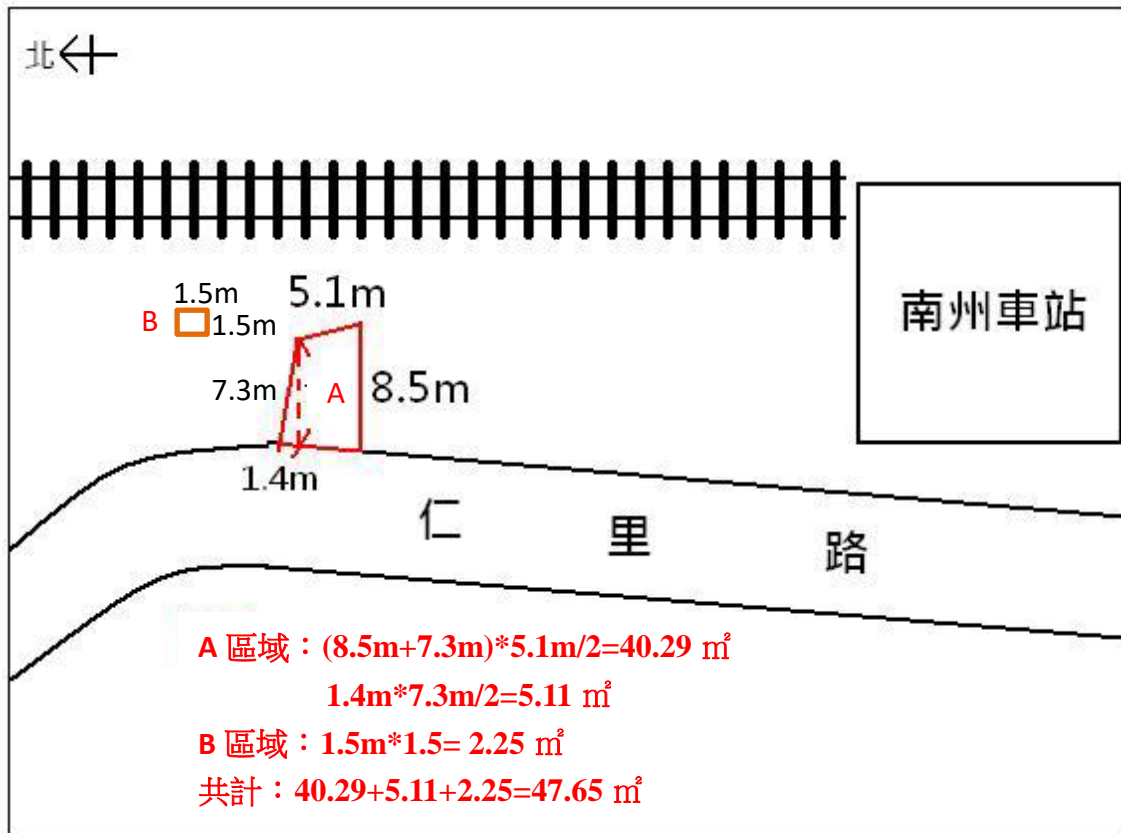 北
南州車站
1.5m
5.1m
B
1.5m
7.3m
A
8.5m
1.4m
仁里路
A 區域：(8.5m+7.3m)*5.1m/2=40.29 ㎡
1.4m*7.3m/2=5.11 ㎡
B 區域：1.5m*1.5= 2.25 ㎡
共計：40.29+5.11+2.25=47.65 ㎡